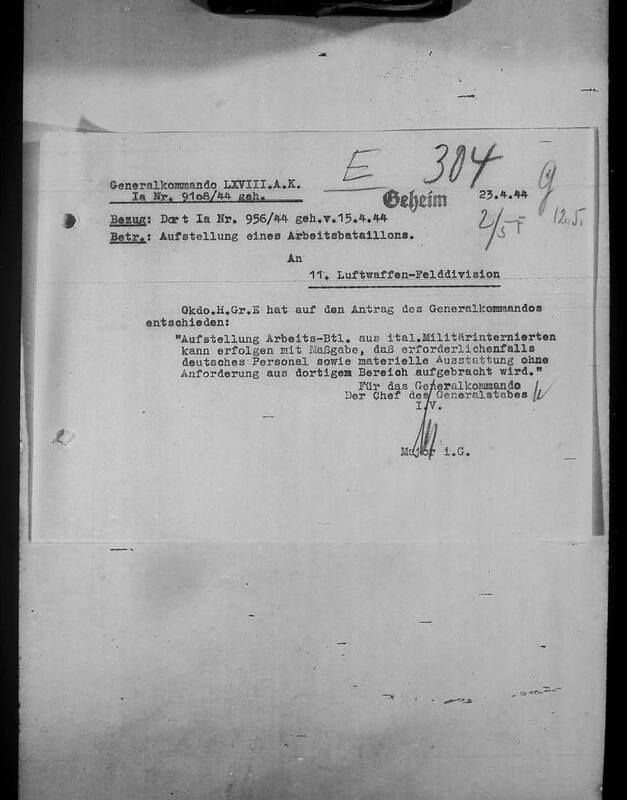 E 304
Generalkommando LXVIII.A.K.
Ia Nr. 9108/44 geh.
Geheim
23.4.44
Bezug: Dort Ia Nr. 956/44 geh.v.15.4.44
12.5.
Betr.: Aufstellung eines Arbeitsbataillons.
An
11. Luftwaffen-Felddivision
Okdo.H.Gr.E hat auf den Antrag des Generalkommandos
entschieden:
"Aufstellung Arbeits-Btl. aus ital.Militärinternierten
kann erfolgen mit Maßgabe, daß erforderlichenfalls
deutsches Personal sowie materielle Ausstattung ohne
Anforderung aus dortigem Bereich aufgebracht wird."
Für das Generalkommando
Der Chef des Generalstabes
I.V.
Major i.G.